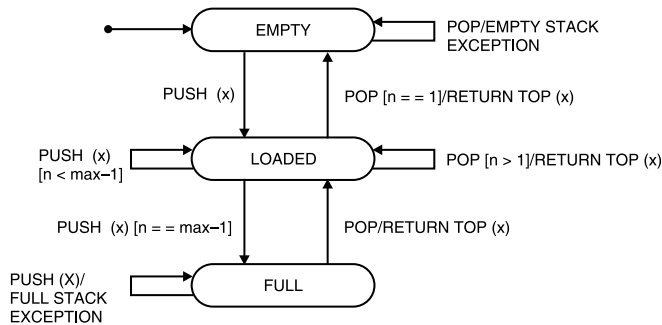 EMPTY
POP/EMPTY STACK
EXCEPTION
PUSH (x)
POP [n = = 1]/RETURN TOP (x)
PUSH (x)
[n < max–1]
LOADED
POP [n > 1]/RETURN TOP (x)
PUSH (x) [n = = max–1]
POP/RETURN TOP (x)
PUSH (X)/
FULL STACK
EXCEPTION
FULL